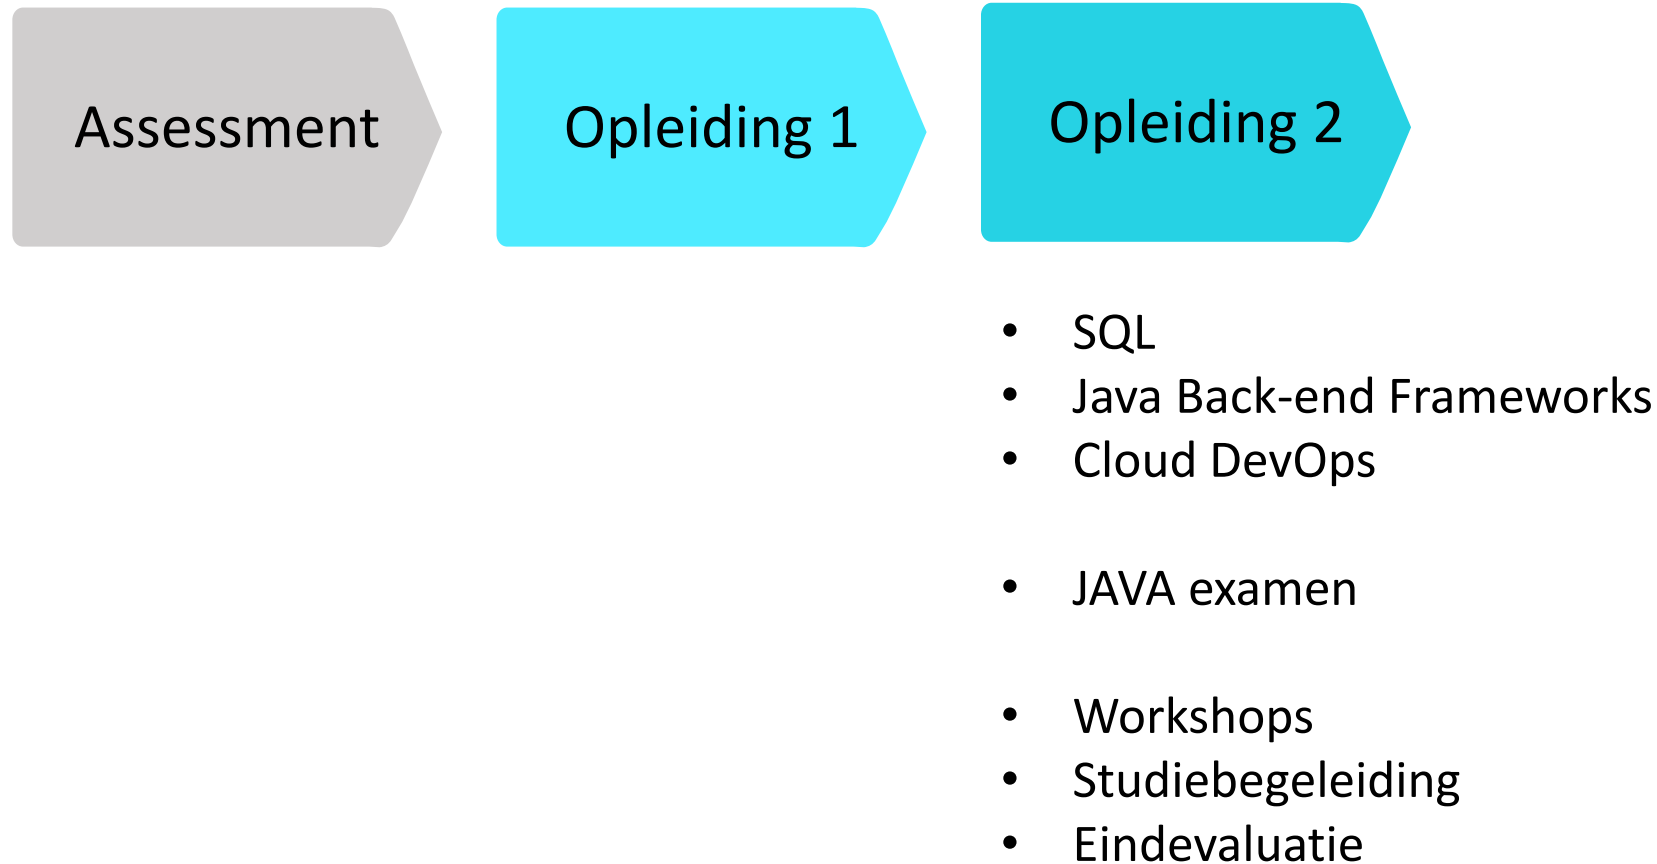 Assessment
Opleiding 1
Opleiding 2
• SQL
• Java Back-end Frameworks
• Cloud DevOps
• JAVA examen
• Workshops
• Studiebegeleiding
• Eindevaluatie